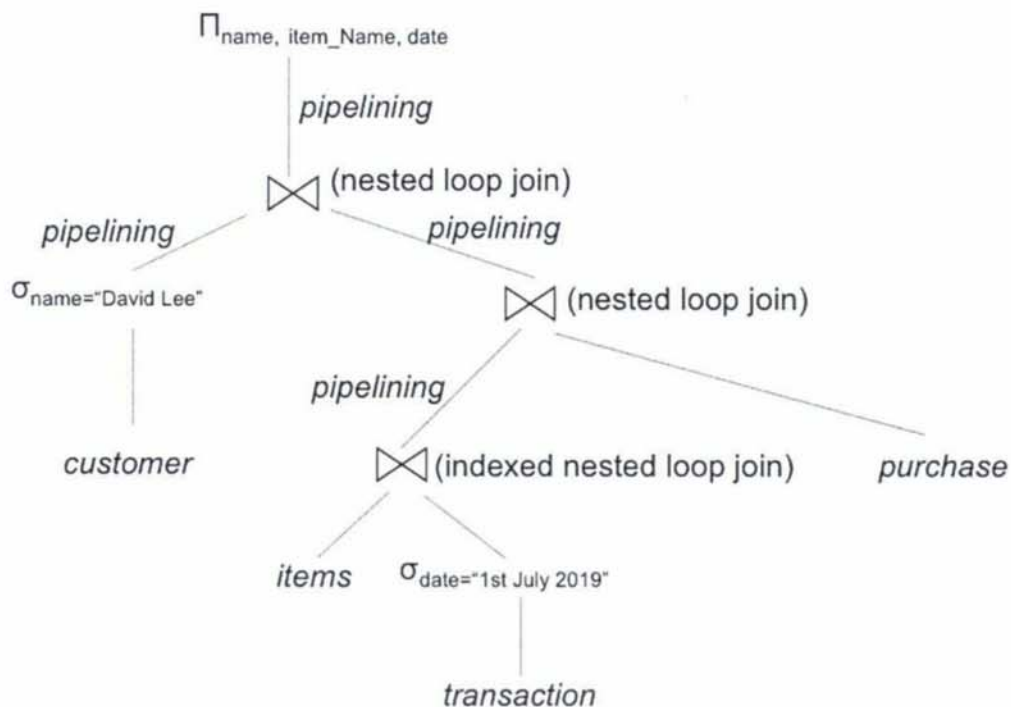 Πname, item_Name, date
pipelining
(nested loop join)
pipelining
pipelining
σname="David Lee"
(nested loop join)
pipelining
customer
(indexed nested loop join)
purchase
items
σdate="1st July 2019"
transaction